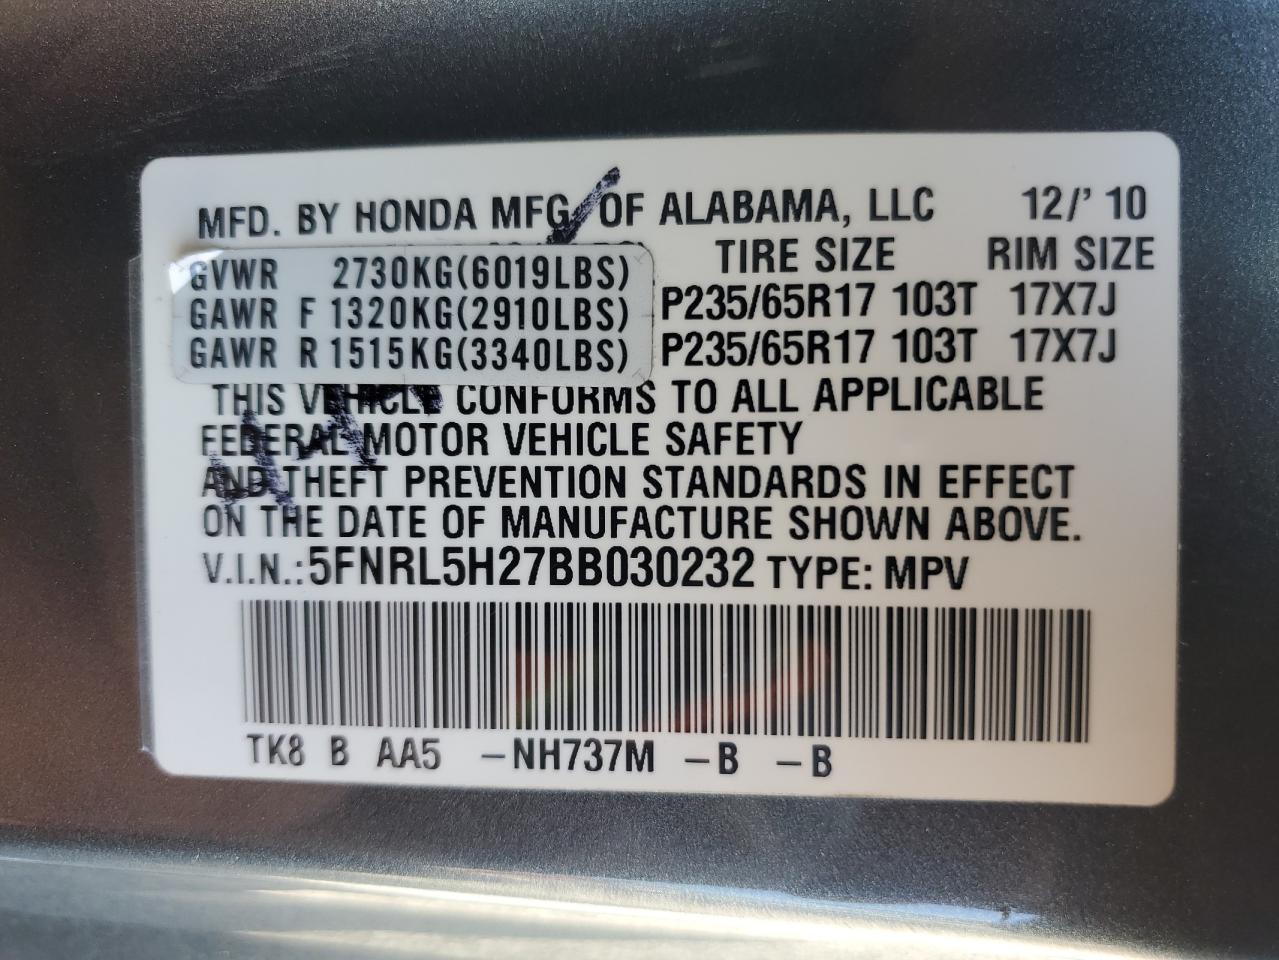 MFD. BY HONDA MFG. OF ALABAMA, LLC 12/'10
TIRE SIZE RIM SIZE
GVWR 2730KG(6019LBS)
GAWR F 1320KG(2910LBS) P235/65R17 103T 17X7J
GAWR R 1515KG(3340LBS) P235/65R17 103T 17X7J
THIS VEHICLE CONFORMS TO ALL APPLICABLE
FEDERAL MOTOR VEHICLE SAFETY
AND THEFT PREVENTION STANDARDS IN EFFECT
ON THE DATE OF MANUFACTURE SHOWN ABOVE.
V.I.N.:5FNRL5H27BB030232 TYPE: MPV
TK8 B AA5 –NH737M –B –B